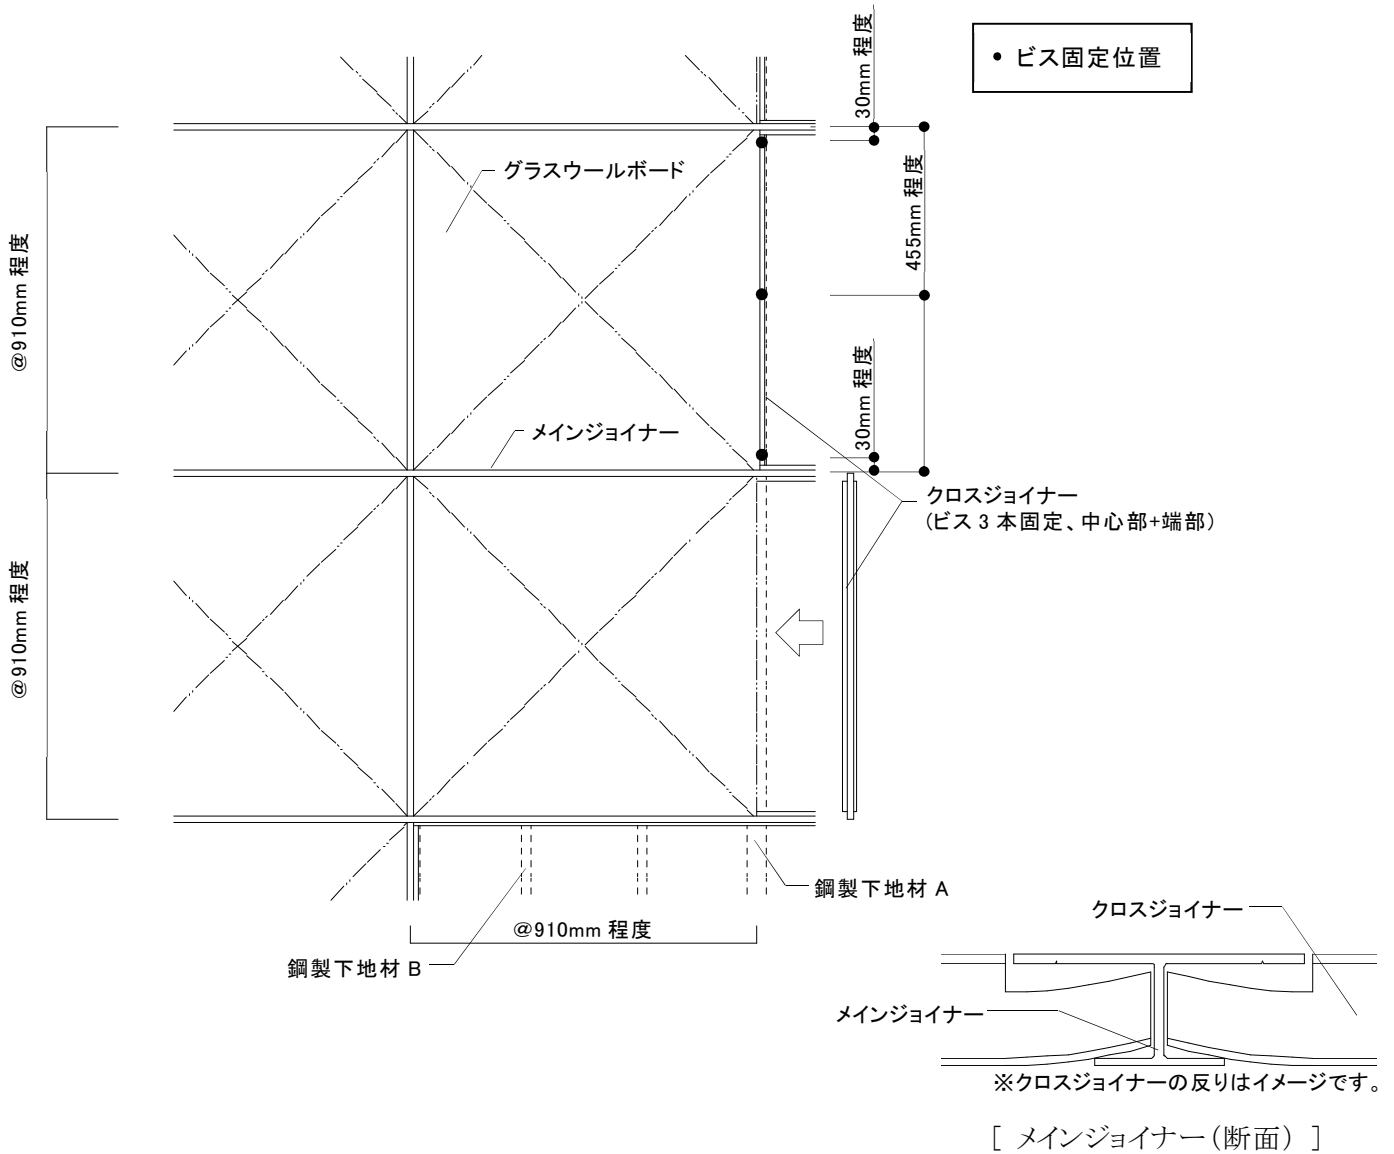 30mm 程度
● ビス固定位置
グラスウールボード
455mm 程度
@910mm 程度
30mm 程度
メインジョイナー
クロスジョイナー
(ビス 3 本固定、中心部+端部)
@910mm 程度
鋼製下地材 A
@910mm 程度
鋼製下地材 B
クロスジョイナー
メインジョイナー
※クロスジョイナーの反りはイメージです。
[ メインジョイナー(断面) ]